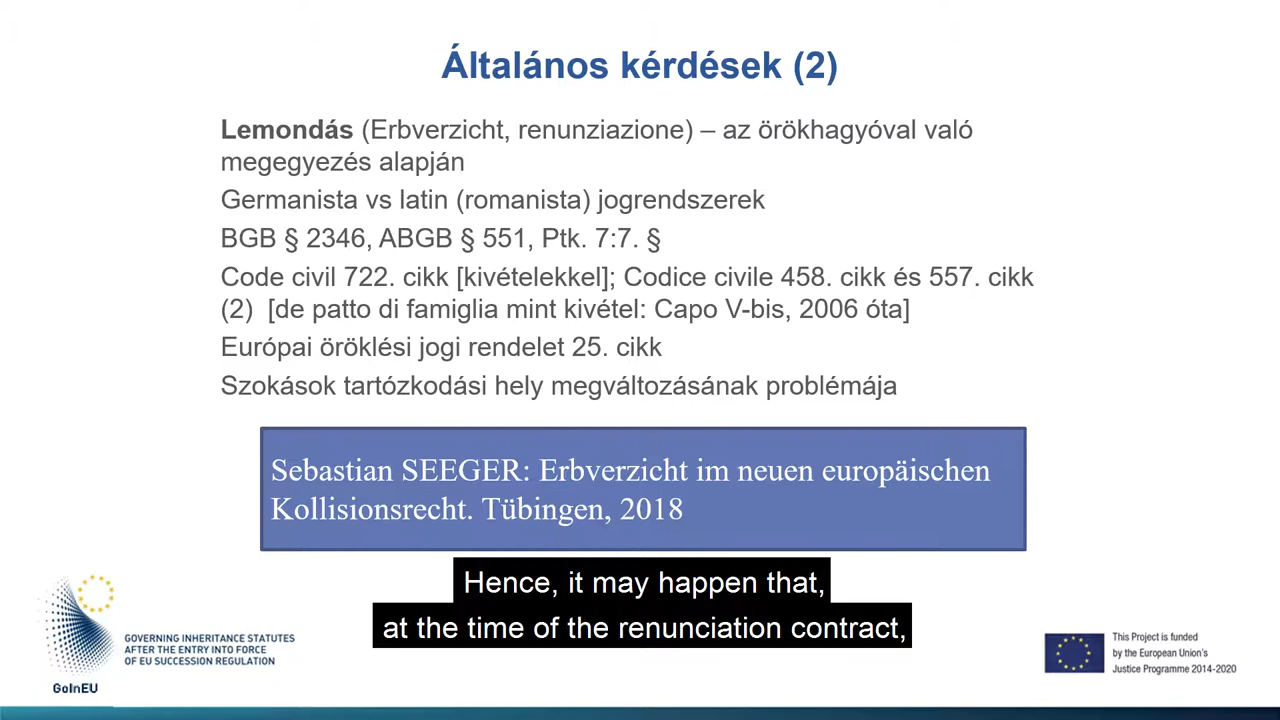 Általános kérdések (2)
Lemondás (Erbverzicht, renunziazione) – az örökhagyóval való
megegyezés alapján
Germanista vs latin (romanista) jogrendszerek
BGB § 2346, ABGB § 551, Ptk. 7:7. §
Code civil 722. cikk [kivételekkel]; Codice civile 458. cikk és 557. cikk
(2)  [de patto di famiglia mint kivétel: Capo V-bis, 2006 óta]
Európai öröklési jogi rendelet 25. cikk
Szokásos tartózkodási hely megváltozásának problémája
Sebastian SEEGER: Erbverzicht im neuen europäischen
Kollisionsrecht. Tübingen, 2018
Hence, it may happen that,
at the time of the renunciation contract,
GOVERNING INHERITANCE STATUTES
AFTER THE ENTRY INTO FORCE
OF EU SUCCESSION REGULATION
GoInEU
This Project is funded
by the European Union's
Justice Programme 2014-2020